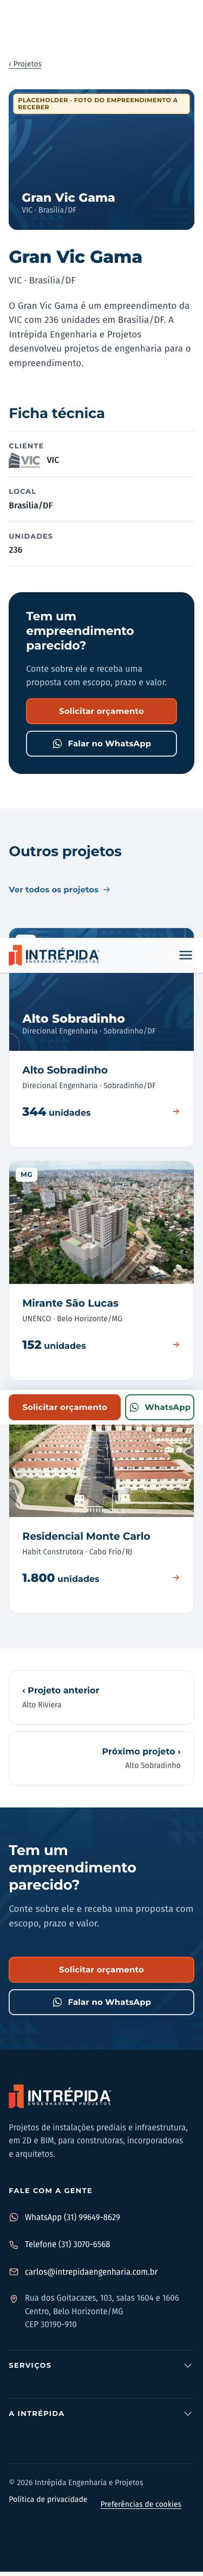 ‹ Projetos
PLACEHOLDER · FOTO DO EMPREENDIMENTO A
RECEBER
Gran Vic Gama
VIC · Brasília/DF
Gran Vic Gama
VIC · Brasília/DF
O Gran Vic Gama é um empreendimento da
VIC com 236 unidades em Brasília/DF. A
Intrépida Engenharia e Projetos
desenvolveu projetos de engenharia para o
empreendimento.
Ficha técnica
CLIENTE
VIC VIC
LOCAL
Brasília/DF
UNIDADES
236
Tem um
empreendimento
parecido?
Conte sobre ele e receba uma
proposta com escopo, prazo e valor.
Solicitar orçamento
Falar no WhatsApp
Outros projetos
Ver todos os projetos →
INTRÉPIDA
ENGENHARIA E PROJETOS
Alto Sobradinho
Direcional Engenharia · Sobradinho/DF
Alto Sobradinho
Direcional Engenharia · Sobradinho/DF
344 unidades →
MG
Mirante São Lucas
UNENCO · Belo Horizonte/MG
152 unidades →
Solicitar orçamento WhatsApp
Residencial Monte Carlo
Habit Construtora · Cabo Frio/RJ
1.800 unidades →
‹ Projeto anterior
Alto Riviera
Próximo projeto ›
Alto Sobradinho
Tem um
empreendimento
parecido?
Conte sobre ele e receba uma proposta com
escopo, prazo e valor.
Solicitar orçamento
Falar no WhatsApp
INTRÉPIDA
ENGENHARIA E PROJETOS
Projetos de instalações prediais e infraestrutura,
em 2D e BIM, para construtoras, incorporadoras
e arquitetos.
FALE COM A GENTE
WhatsApp (31) 99649-8629
Telefone (31) 3070-6568
carlos@intrepidaengenharia.com.br
Rua dos Goitacazes, 103, salas 1604 e 1606
Centro, Belo Horizonte/MG
CEP 30190-910
SERVIÇOS
A INTRÉPIDA
© 2026 Intrépida Engenharia e Projetos
Política de privacidade Preferências de cookies